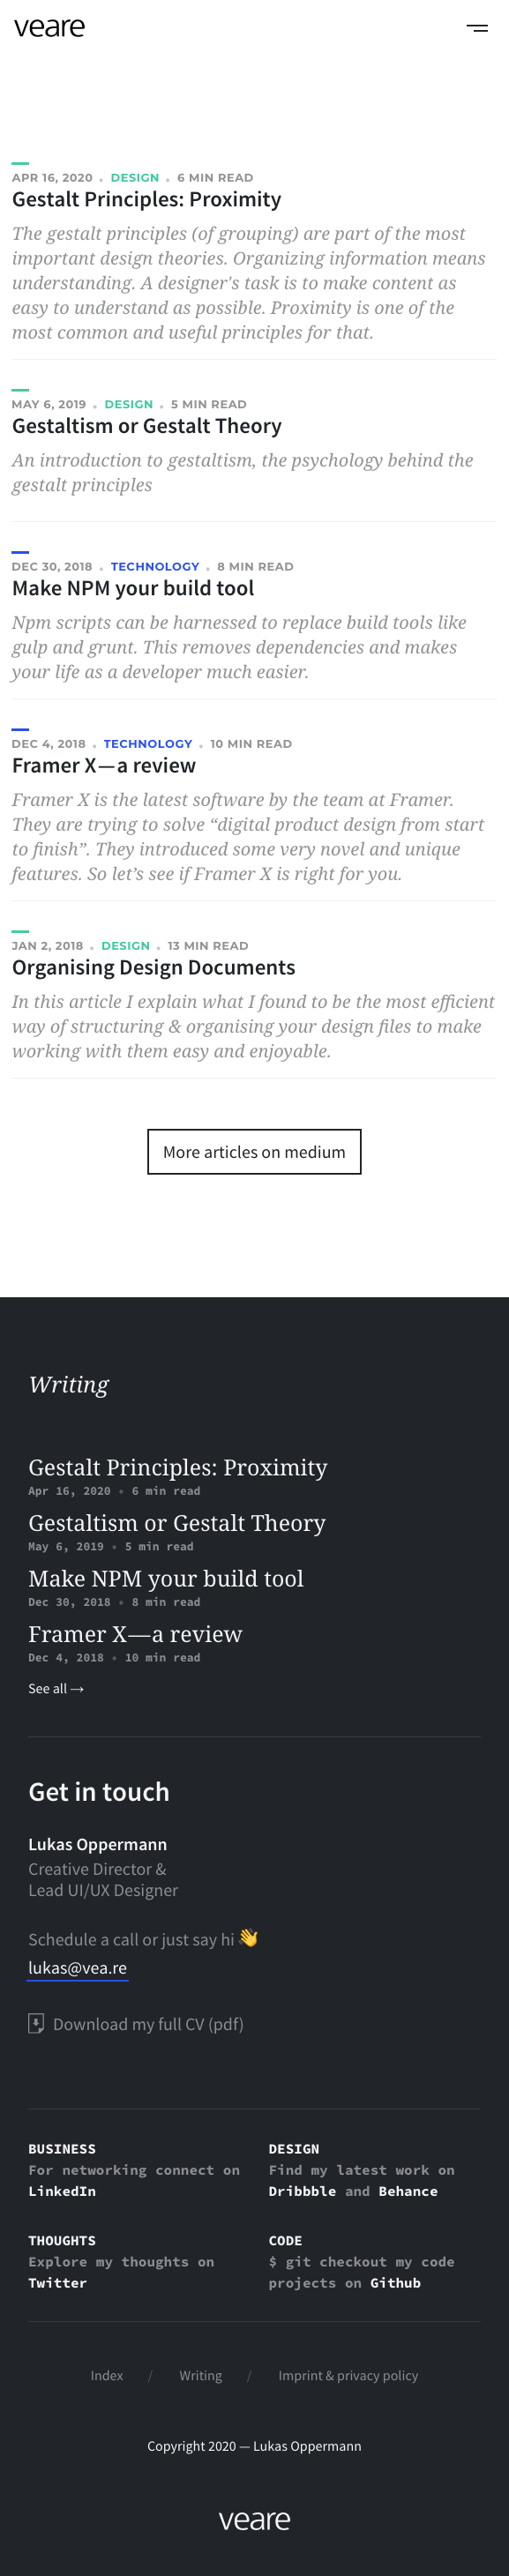 veare
APR 16, 2020 • DESIGN • 6 MIN READ
Gestalt Principles: Proximity
The gestalt principles (of grouping) are part of the most
important design theories. Organizing information means
understanding. A designer's task is to make content as
easy to understand as possible. Proximity is one of the
most common and useful principles for that.
MAY 6, 2019 • DESIGN • 5 MIN READ
Gestaltism or Gestalt Theory
An introduction to gestaltism, the psychology behind the
gestalt principles
DEC 30, 2018 • TECHNOLOGY • 8 MIN READ
Make NPM your build tool
Npm scripts can be harnessed to replace build tools like
gulp and grunt. This removes dependencies and makes
your life as a developer much easier.
DEC 4, 2018 • TECHNOLOGY • 10 MIN READ
Framer X—a review
Framer X is the latest software by the team at Framer.
They are trying to solve “digital product design from start
to finish”. They introduced some very novel and unique
features. So let’s see if Framer X is right for you.
JAN 2, 2018 • DESIGN • 13 MIN READ
Organising Design Documents
In this article I explain what I found to be the most efficient
way of structuring & organising your design files to make
working with them easy and enjoyable.
More articles on medium
Writing
Gestalt Principles: Proximity
Apr 16, 2020 • 6 min read
Gestaltism or Gestalt Theory
May 6, 2019 • 5 min read
Make NPM your build tool
Dec 30, 2018 • 8 min read
Framer X—a review
Dec 4, 2018 • 10 min read
See all →
Get in touch
Lukas Oppermann
Creative Director &
Lead UI/UX Designer
Schedule a call or just say hi 👋
lukas@vea.re
Download my full CV (pdf)
BUSINESS
For networking connect on
LinkedIn
DESIGN
Find my latest work on
Dribbble and Behance
THOUGHTS
Explore my thoughts on
Twitter
CODE
$ git checkout my code
projects on Github
Index / Writing / Imprint & privacy policy
Copyright 2020 — Lukas Oppermann
veare